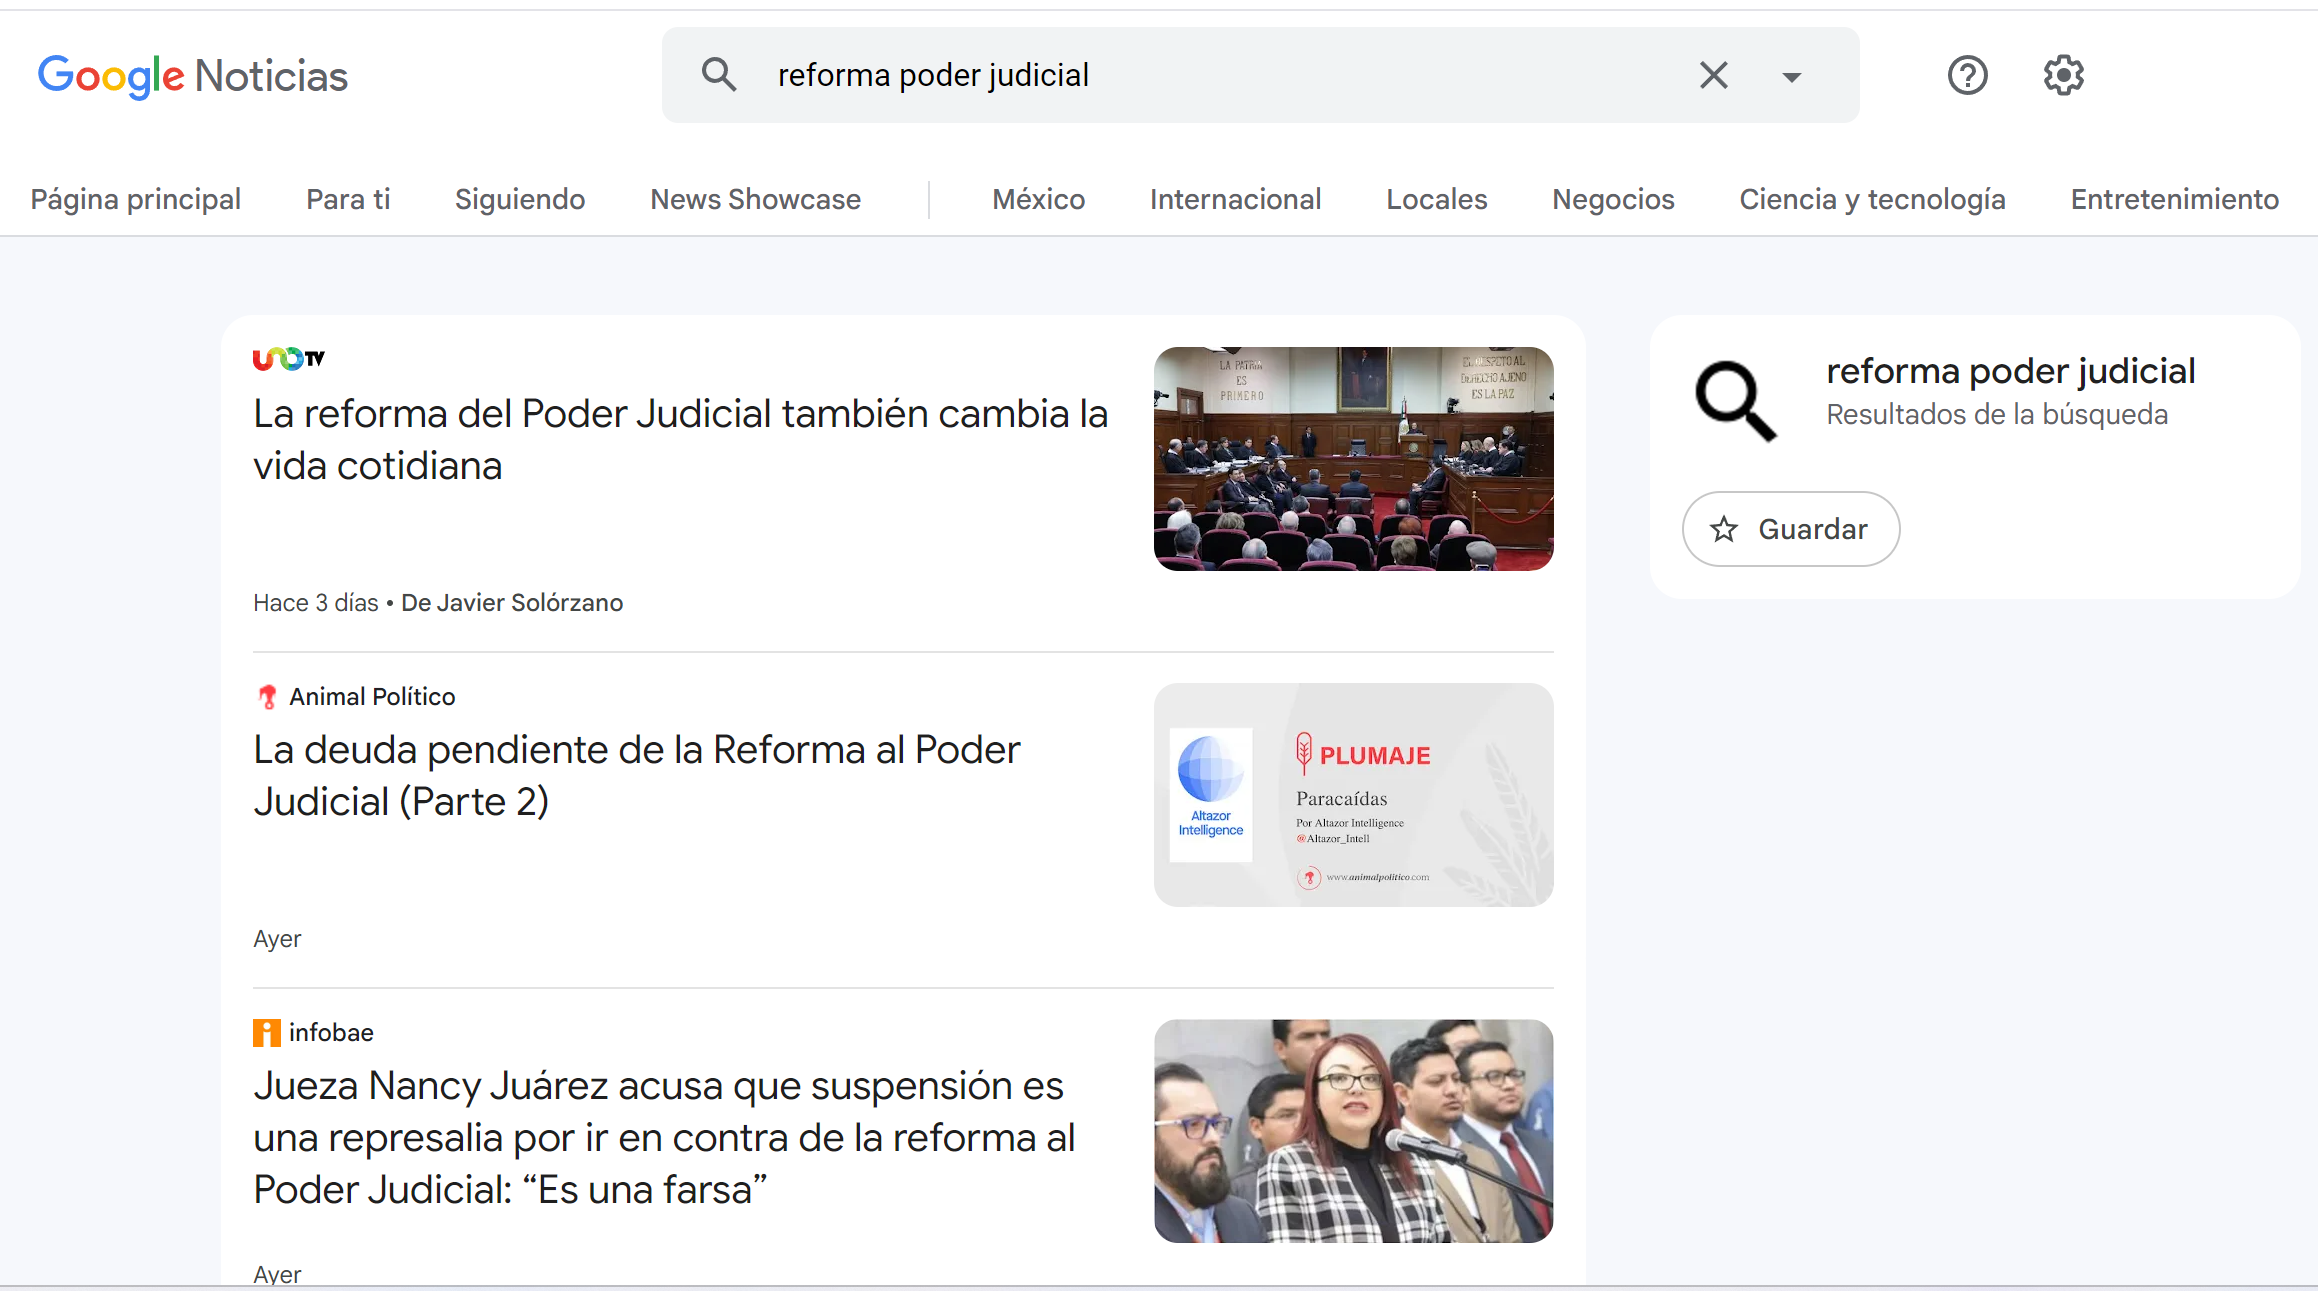 Google Noticias
reforma poder judicial
Página principal
Para ti
Siguiendo
News Showcase
México
Internacional
Locales
Negocios
Ciencia y tecnología
Entretenimiento
UNO TV
La reforma del Poder Judicial también cambia la
vida cotidiana
Hace 3 días • De Javier Solórzano
LA PATRIA
ES
PRIMERO
EL RESPETO AL
DERECHO AJENO
ES LA PAZ
Animal Político
La deuda pendiente de la Reforma al Poder
Judicial (Parte 2)
Ayer
Altazor
Intelligence
PLUMAJE
Paracaídas
Por Altazor Intelligence
@Altazor_Intell
www.animalpolitico.com
infobae
Jueza Nancy Juárez acusa que suspensión es
una represalia por ir en contra de la reforma al
Poder Judicial: “Es una farsa”
Ayer
reforma poder judicial
Resultados de la búsqueda
Guardar